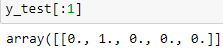 y_test[:1]
array([[0., 1., 0., 0., 0.]]